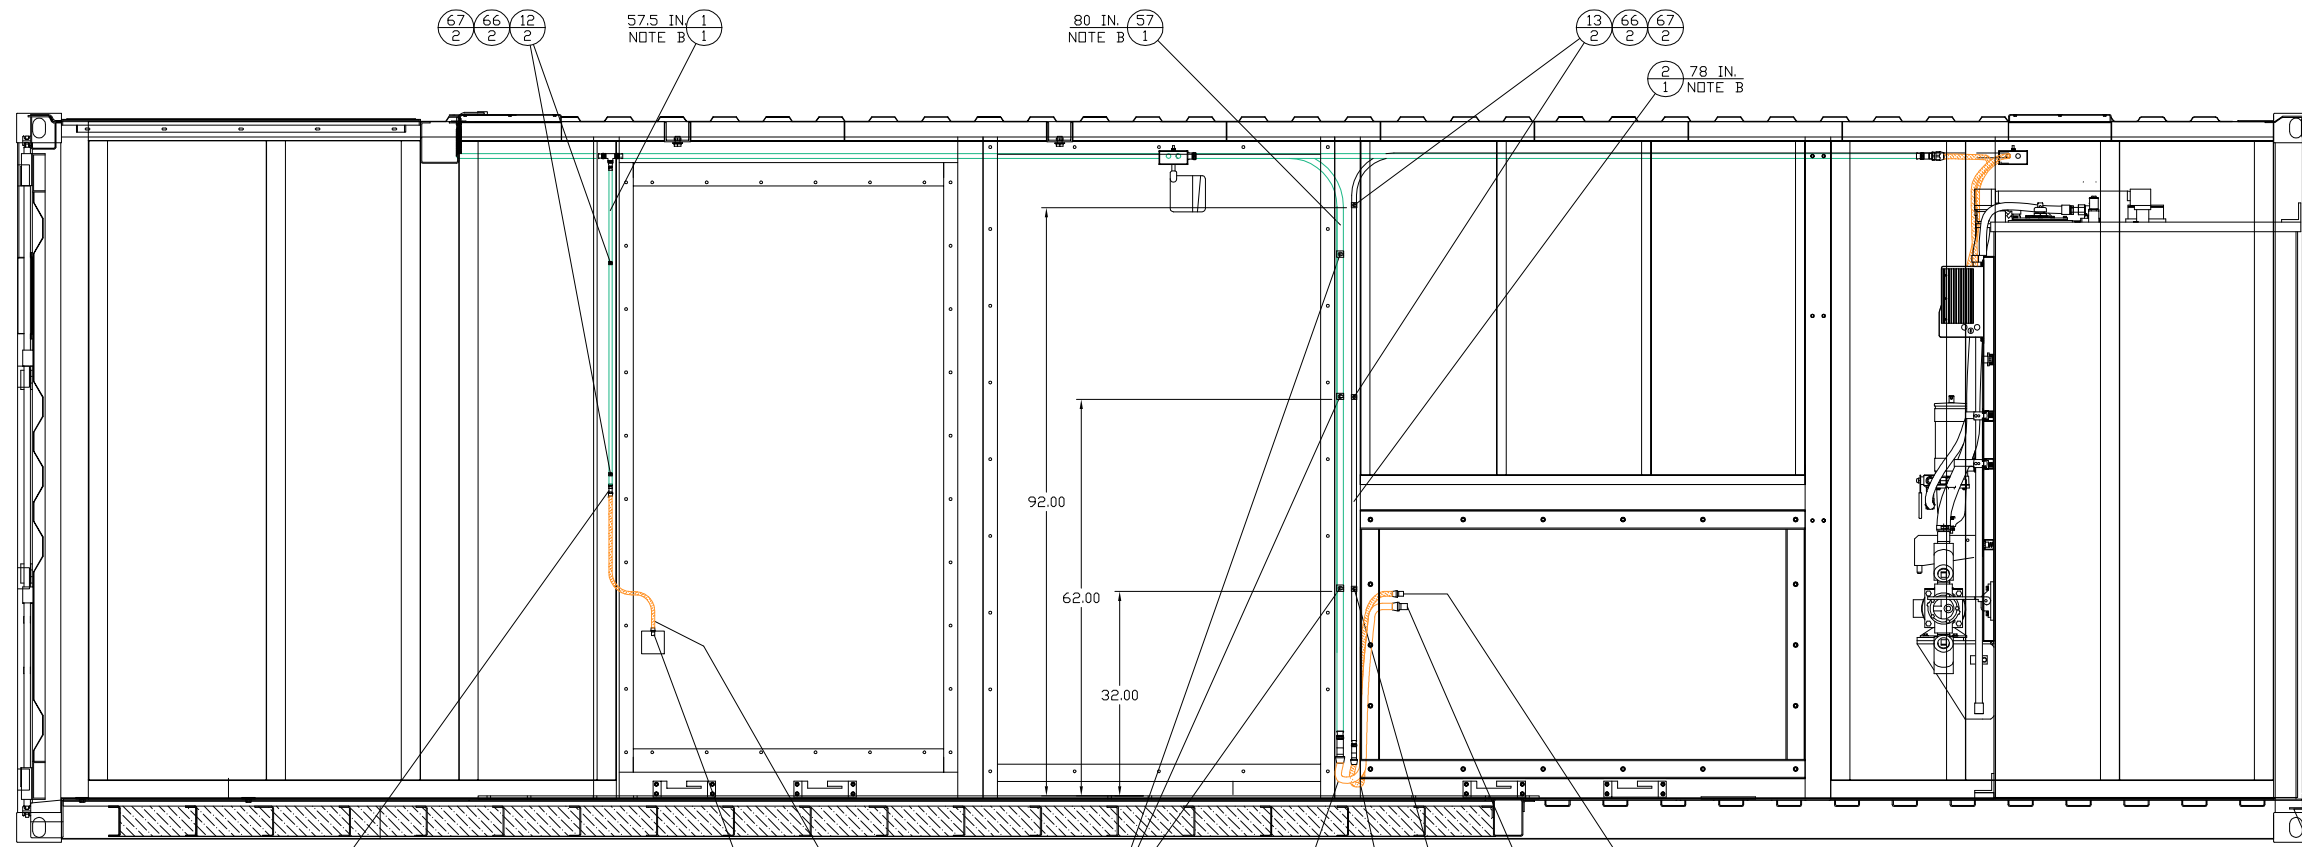 67 66 12
2 2 2
57.5 IN. 1
NOTE B 1
80 IN. 57
NOTE B 1
13 66 67
2 2 2
2 78 IN.
1 NOTE B
92.00
62.00
32.00